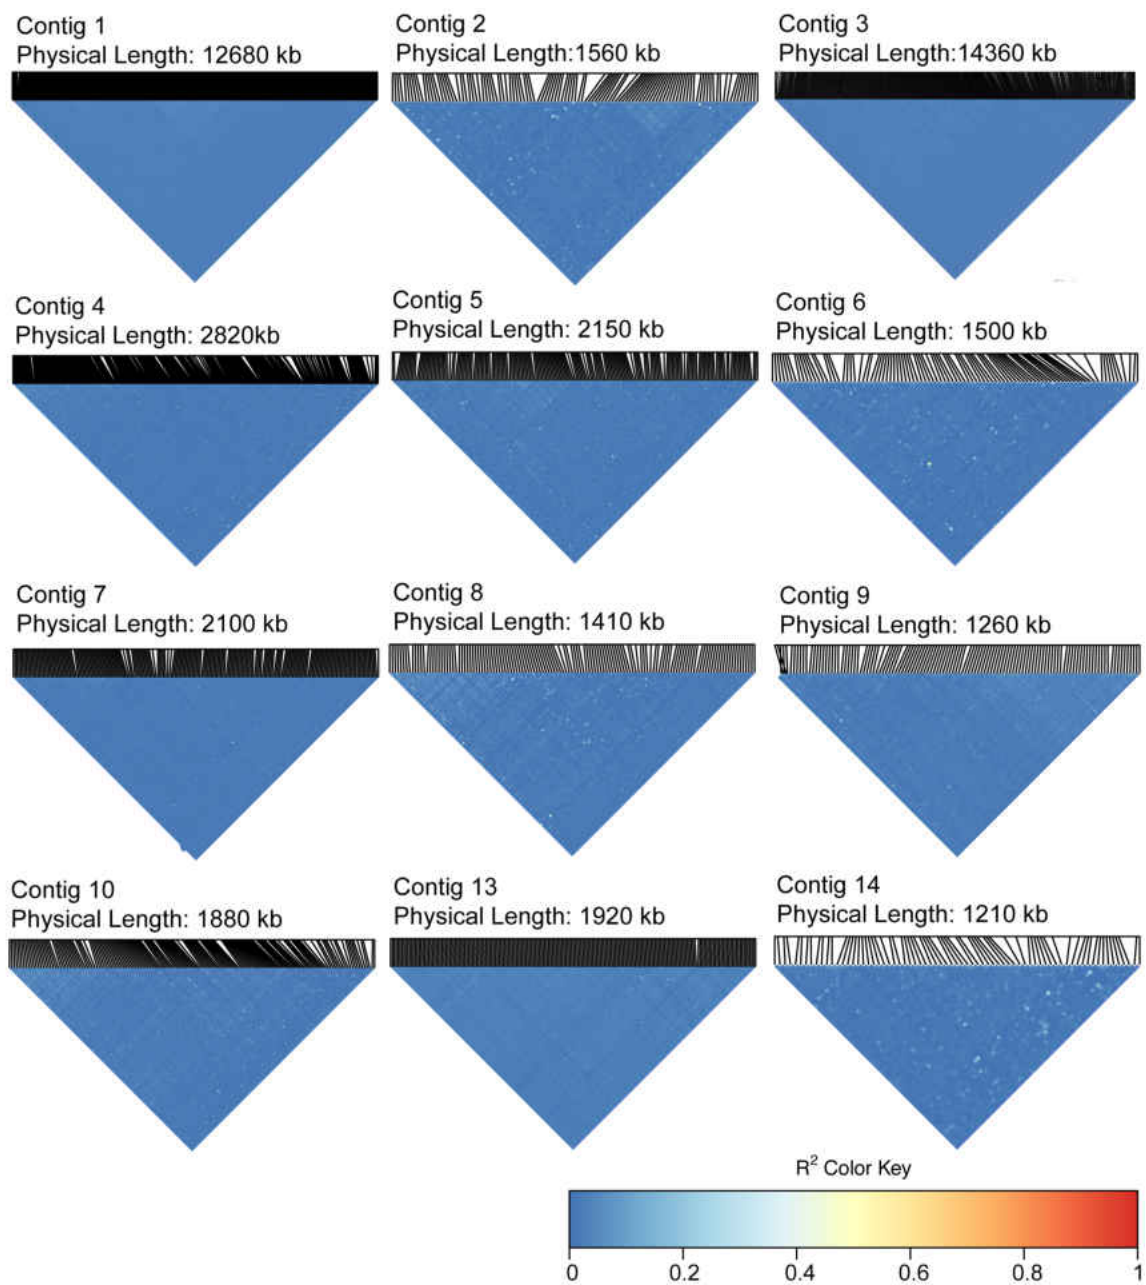 Contig 1
Physical Length: 12680 kb
Contig 2
Physical Length:1560 kb
Contig 3
Physical Length:14360 kb
Contig 4
Physical Length: 2820kb
Contig 5
Physical Length: 2150 kb
Contig 6
Physical Length: 1500 kb
Contig 7
Physical Length: 2100 kb
Contig 8
Physical Length: 1410 kb
Contig 9
Physical Length: 1260 kb
Contig 10
Physical Length: 1880 kb
Contig 13
Physical Length: 1920 kb
Contig 14
Physical Length: 1210 kb
R² Color Key
0 0.2 0.4 0.6 0.8 1